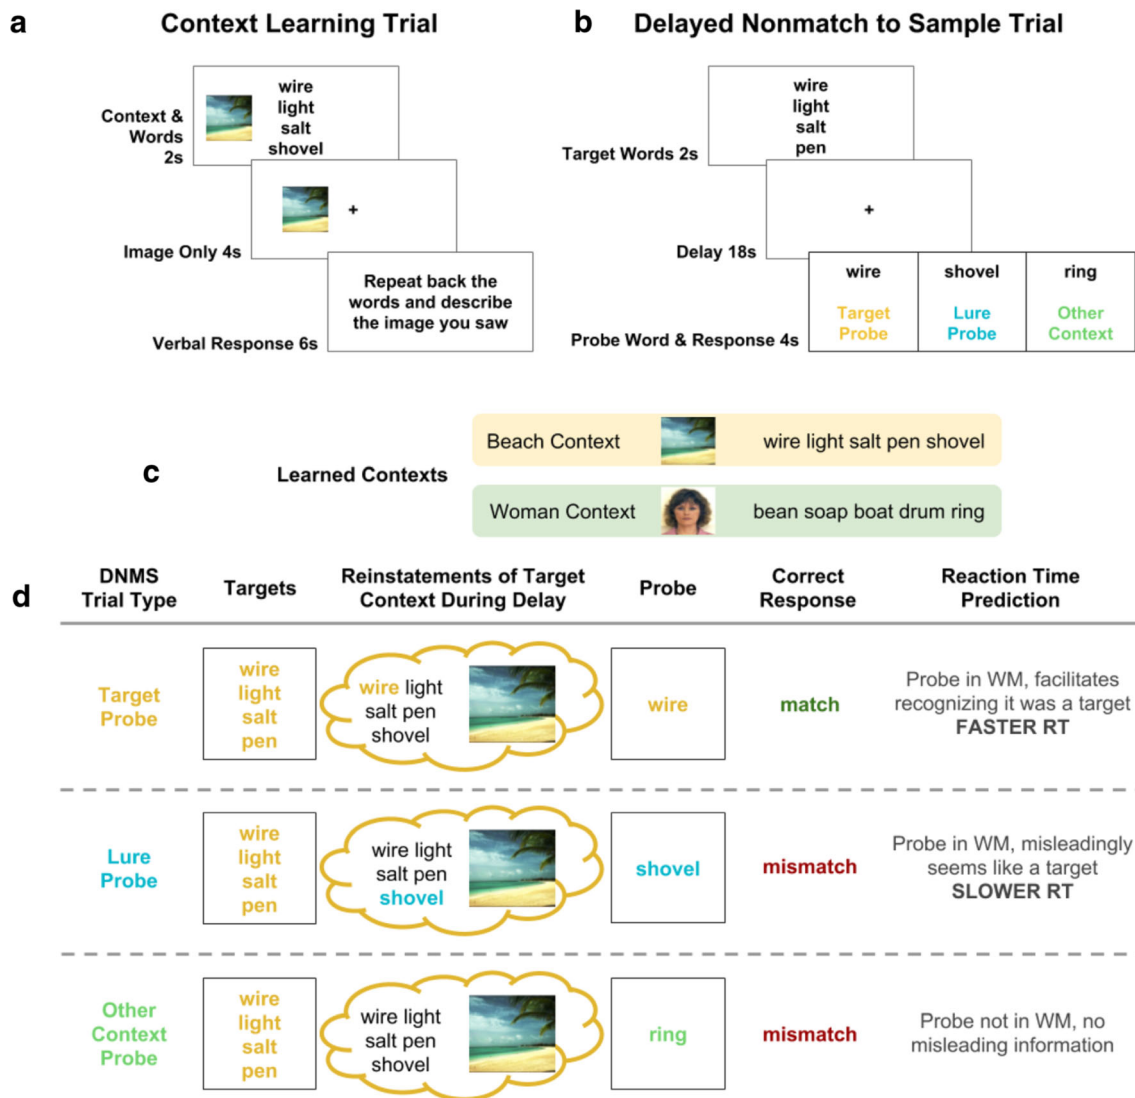 a
Context Learning Trial
Context &
Words
2s
wire
light
salt
shovel
Image Only 4s
+
Verbal Response 6s
Repeat back the
words and describe
the image you saw
b
Delayed Nonmatch to Sample Trial
Target Words 2s
wire
light
salt
pen
Delay 18s
+
Probe Word & Response 4s
wire
Target
Probe
shovel
Lure
Probe
ring
Other
Context
c
Learned Contexts
Beach Context
wire light salt pen shovel
Woman Context
bean soap boat drum ring
d
DNMS
Trial Type
Targets
Reinstatements of Target
Context During Delay
Probe
Correct
Response
Reaction Time
Prediction
Target
Probe
wire
light
salt
pen
wire light
salt pen
shovel
wire
match
Probe in WM, facilitates
recognizing it was a target
FASTER RT
Lure
Probe
wire
light
salt
pen
wire light
salt pen
shovel
shovel
mismatch
Probe in WM, misleadingly
seems like a target
SLOWER RT
Other
Context
Probe
wire
light
salt
pen
wire light
salt pen
shovel
ring
mismatch
Probe not in WM, no
misleading information